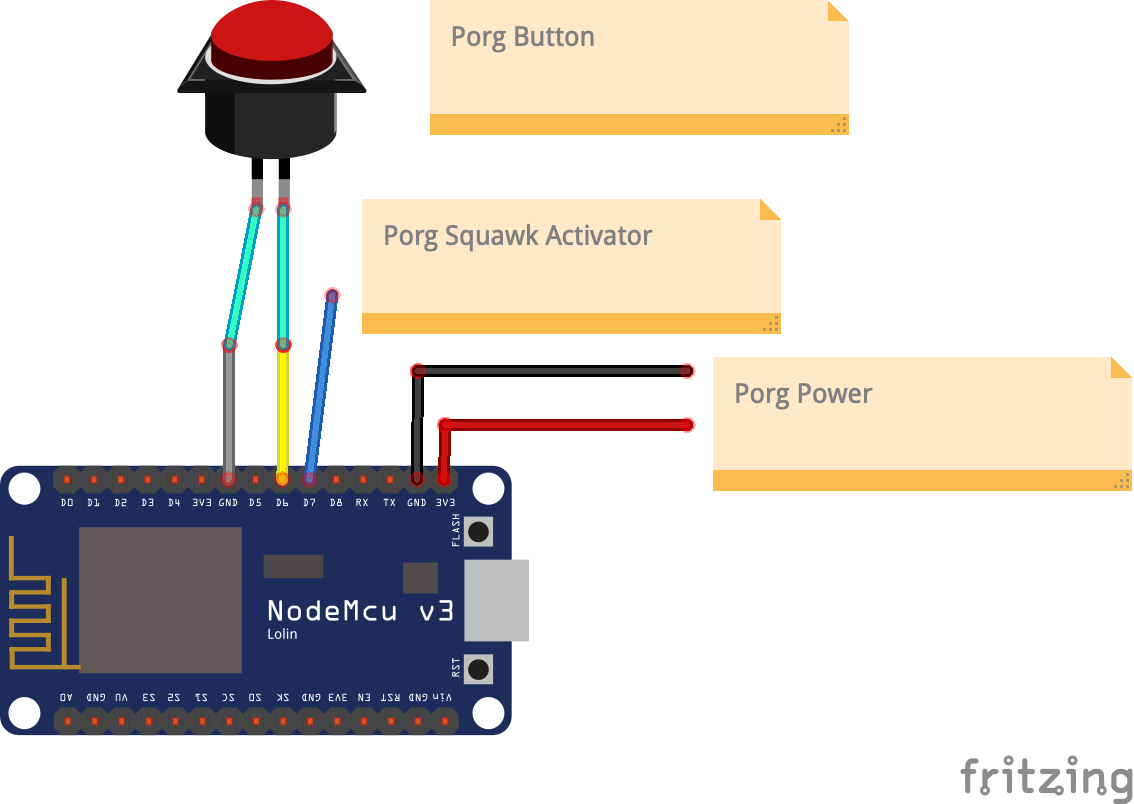 Porg Button
Porg Squawk Activator
Porg Power
D0 D1 D2 D3 D4 3V3 GND D5 D6 D7 D8 RX TX GND 3V3
FLASH
NodeMcu v3
Lolin
RST
A0 GND VU S3 S2 S1 SC SO SK GND 3V3 EN RST GND Vin
fritzing